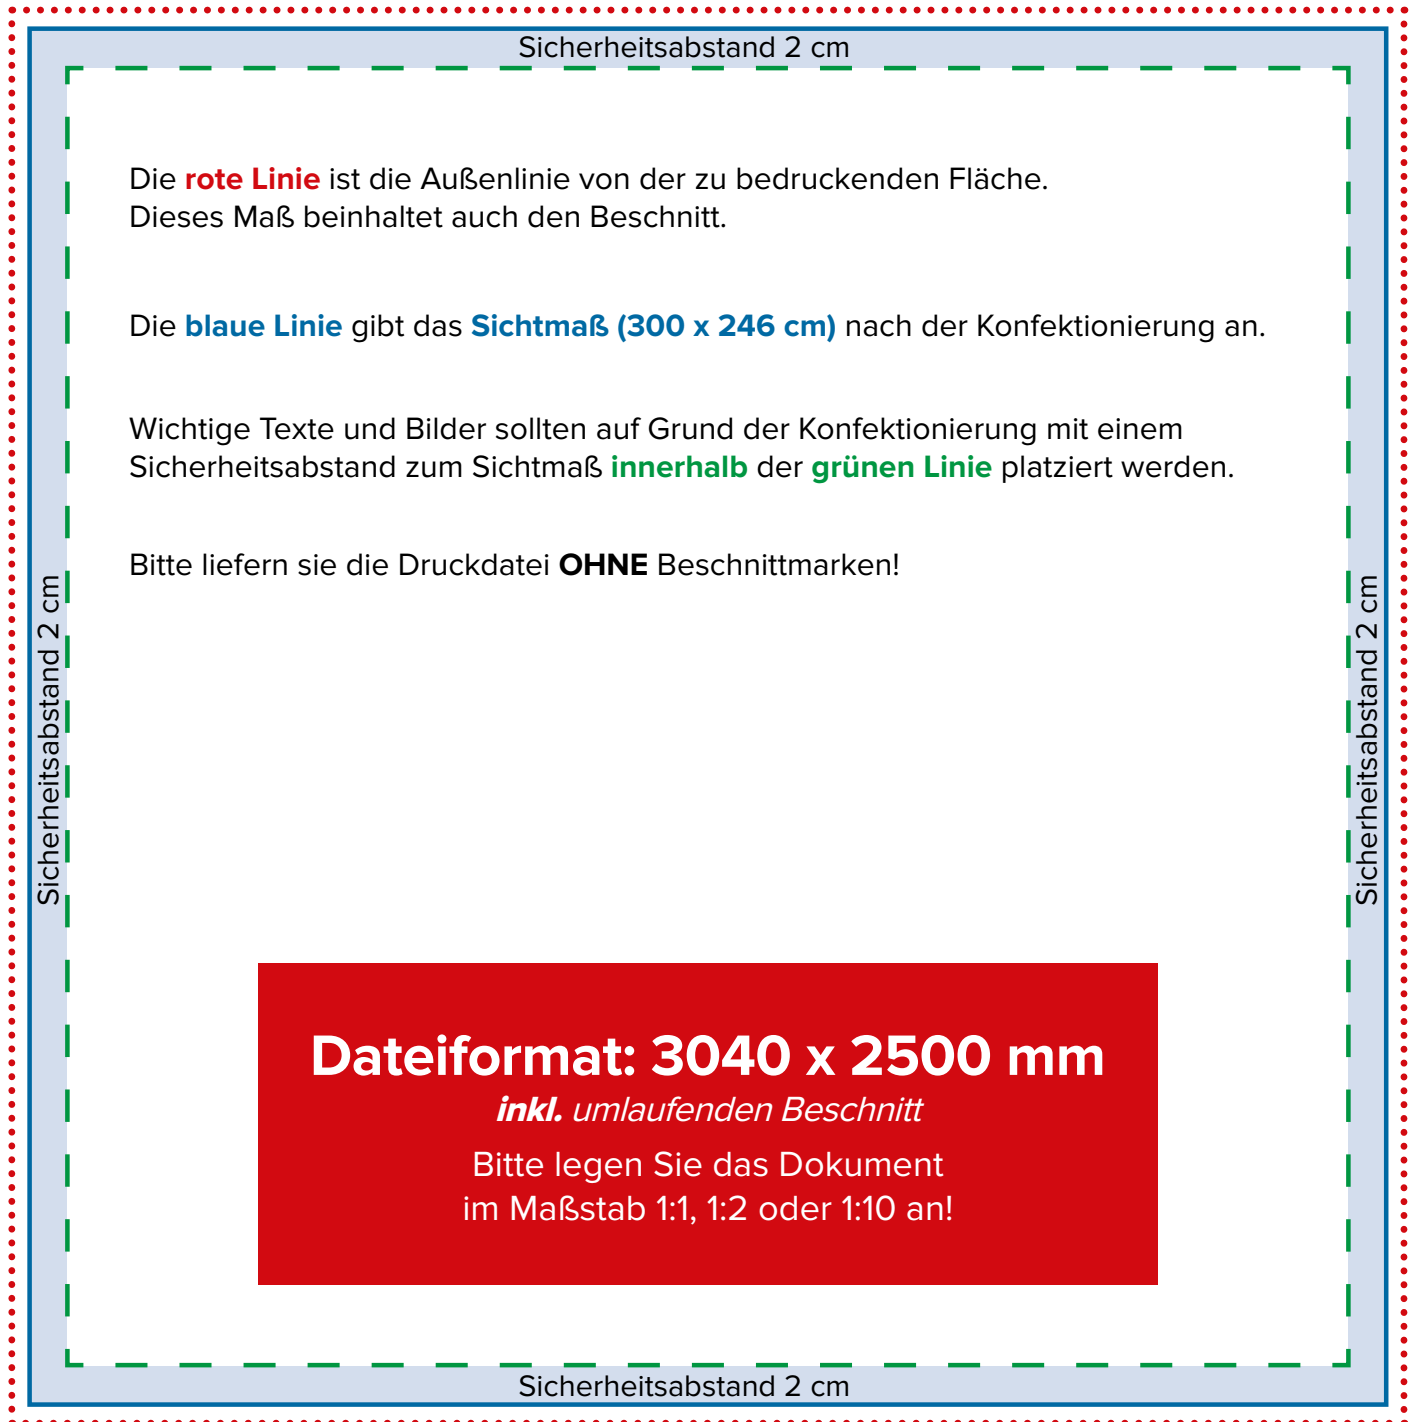 Sicherheitsabstand 2 cm
Die rote Linie ist die Außenlinie von der zu bedruckenden Fläche.
Dieses Maß beinhaltet auch den Beschnitt.
Die blaue Linie gibt das Sichtmaß (300 x 246 cm) nach der Konfektionierung an.
Wichtige Texte und Bilder sollten auf Grund der Konfektionierung mit einem
Sicherheitsabstand zum Sichtmaß innerhalb der grünen Linie platziert werden.
Bitte liefern sie die Druckdatei OHNE Beschnittmarken!
Sicherheitsabstand 2 cm
Sicherheitsabstand 2 cm
Dateiformat: 3040 x 2500 mm
inkl. umlaufenden Beschnitt
Bitte legen Sie das Dokument
im Maßstab 1:1, 1:2 oder 1:10 an!
Sicherheitsabstand 2 cm